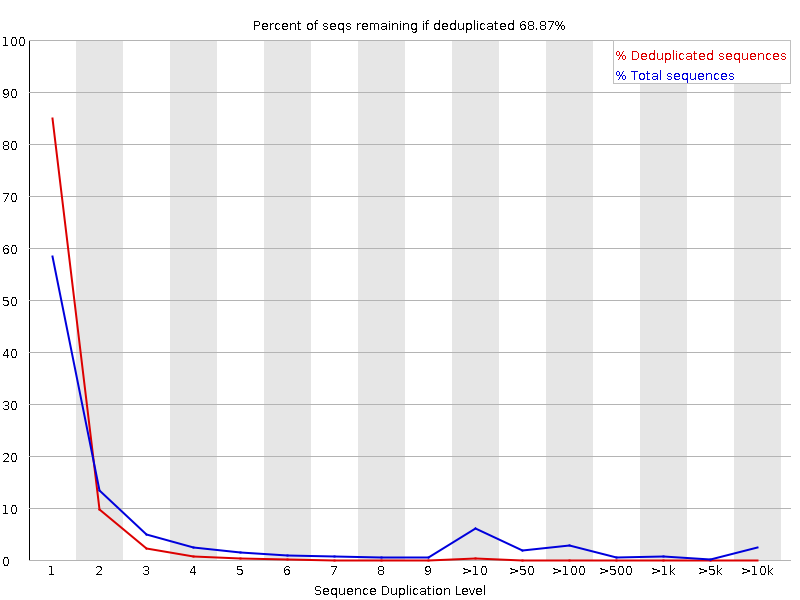 Percent of seqs remaining if deduplicated 68.87%
% Deduplicated sequences
% Total sequences
100
90
80
70
60
50
40
30
20
10
0
1 2 3 4 5 6 7 8 9 >10 >50 >100 >500 >1k >5k >10k
Sequence Duplication Level